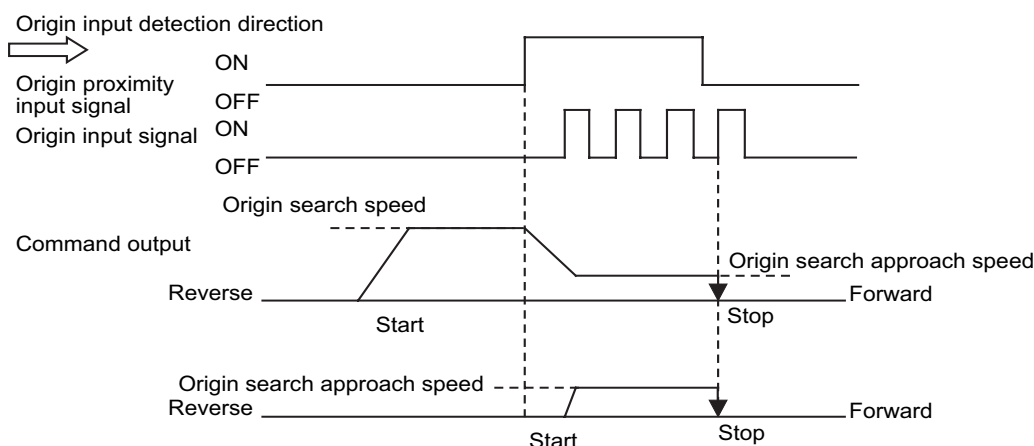 Origin input detection direction
ON
Origin proximity
input signal
OFF
Origin input signal
ON
OFF
Origin search speed
Command output
Origin search approach speed
Reverse
Forward
Start
Stop
Origin search approach speed
Reverse
Forward
Start
Stop